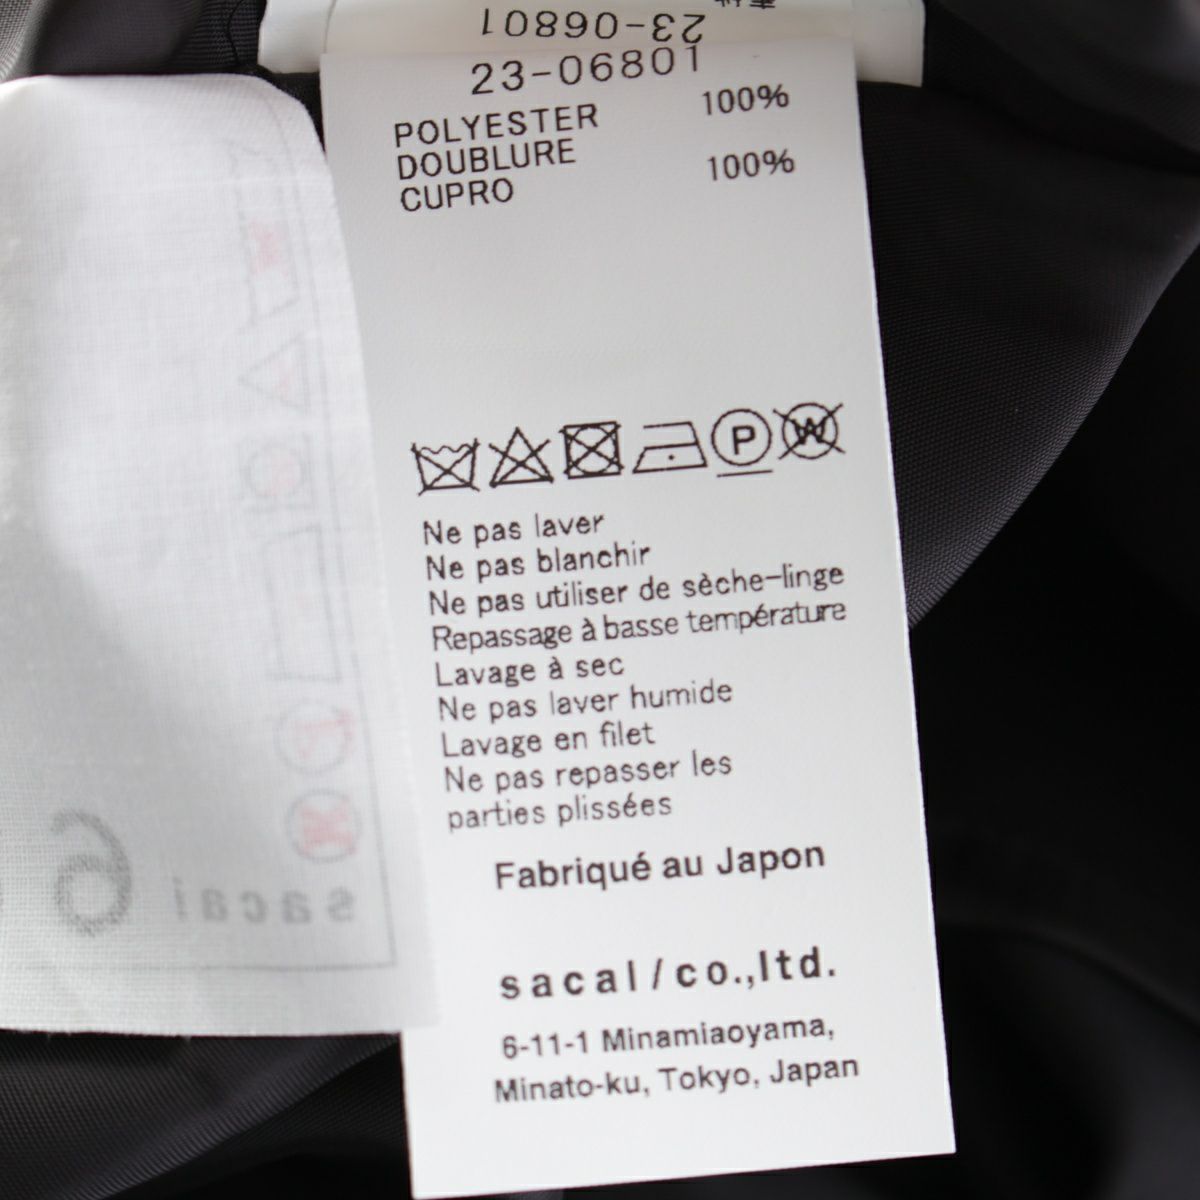 23-06801
23-06801
POLYESTER 100%
DOUBLURE
CUPRO 100%
P W
Ne pas laver
Ne pas blanchir
Ne pas utiliser de sèche-linge
Repassage à basse température
Lavage à sec
Ne pas laver humide
Lavage en filet
Ne pas repasser les
parties plissées
Fabriqué au Japon
sacaI/co.,ltd.
6-11-1 Minamiaoyama,
Minato-ku, Tokyo, Japan
sacai